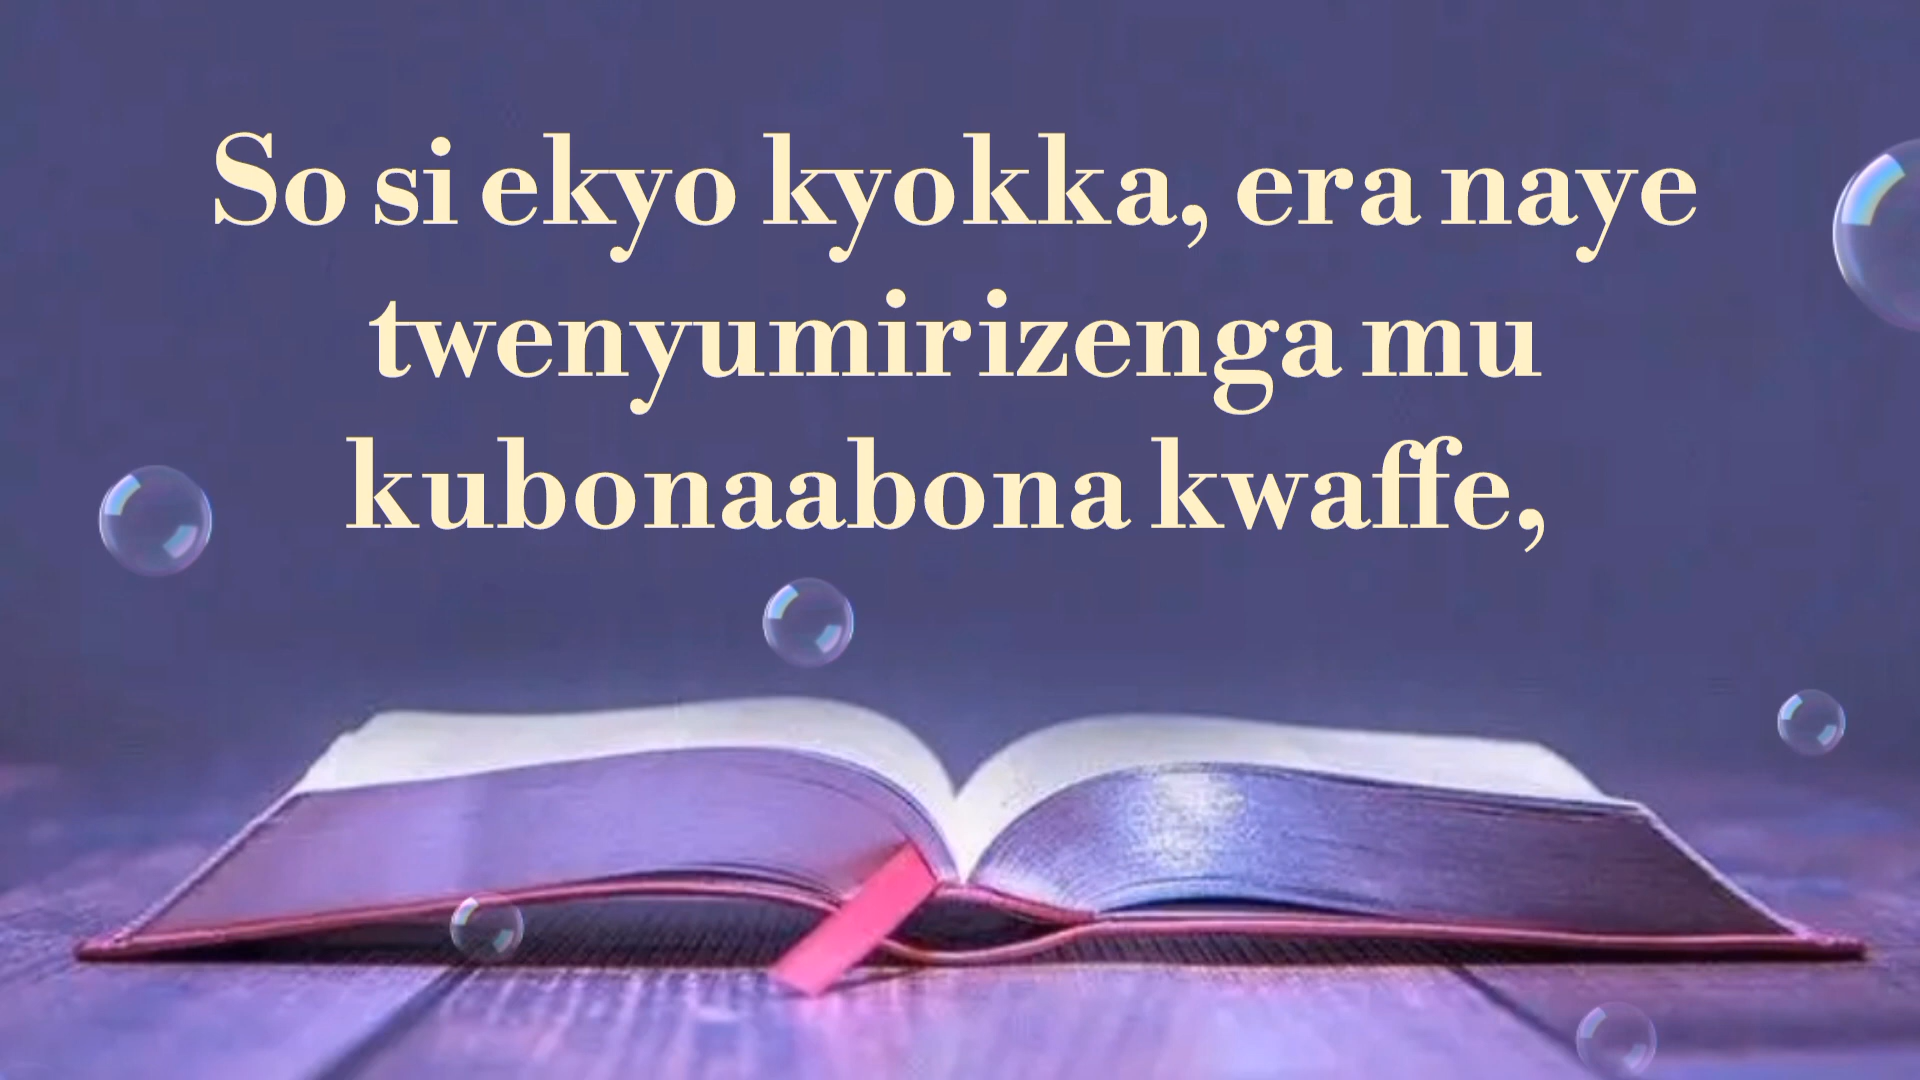 So si ekyo kyokka, era naye
twenyumirizenga mu
kubonaabona kwaffe,